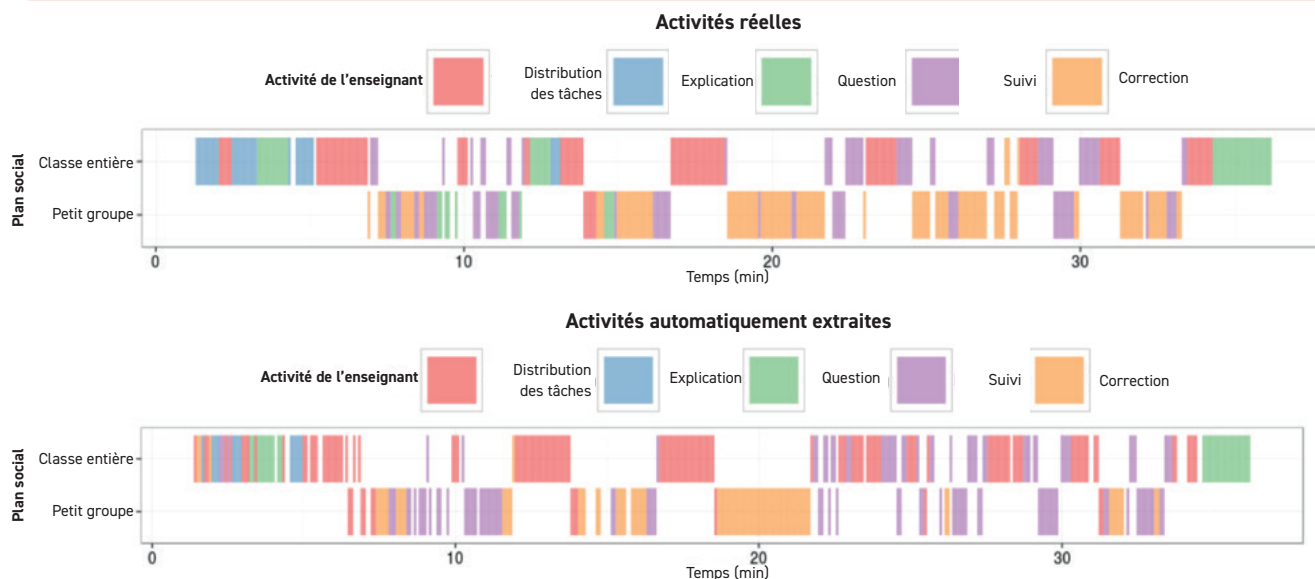 Activités réelles
Activité de l'enseignant
Distribution
des tâches
Explication
Question
Suivi
Correction
Plan social
Classe entière
Petit groupe
0 10 20 30
Temps (min)
Activités automatiquement extraites
Activité de l'enseignant
Distribution
des tâches
Explication
Question
Suivi
Correction
Plan social
Classe entière
Petit groupe
0 10 20 30
Temps (min)